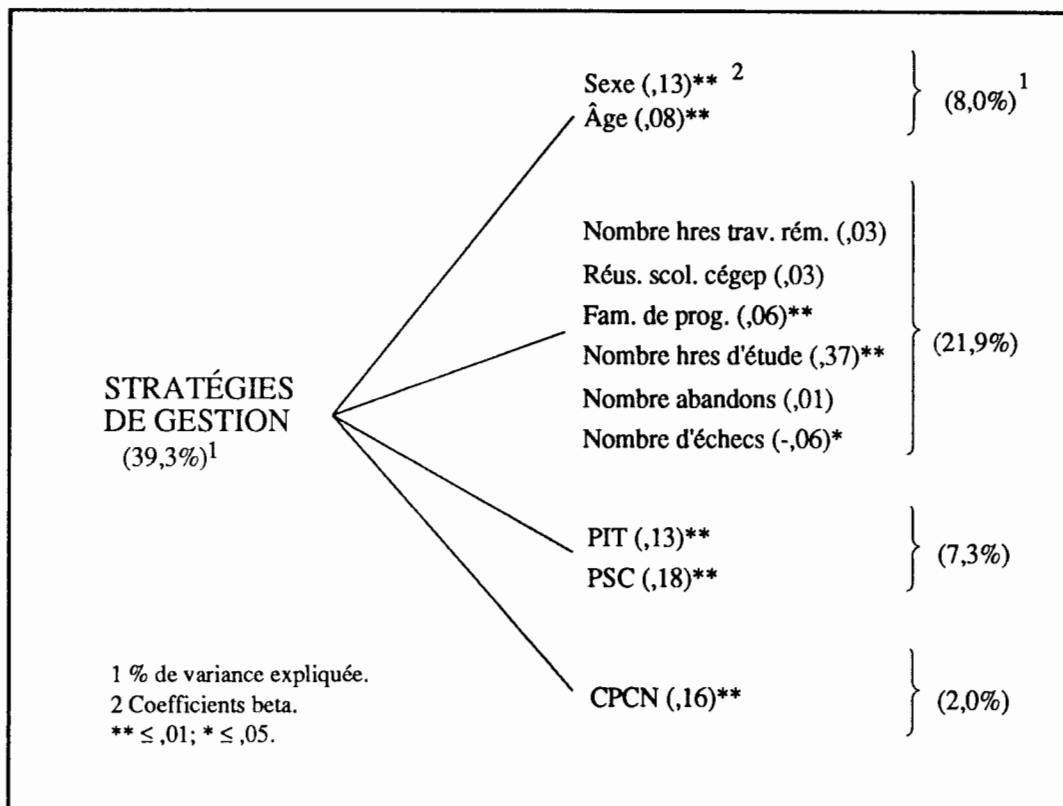 Sexe (,13)** 2
Âge (,08)**
(8,0%)1
Nombre hres trav. rém. (,03)
Réus. scol. cégep (,03)
Fam. de prog. (,06)**
Nombre hres d'étude (,37)**
Nombre abandons (,01)
Nombre d'échecs (-,06)*
(21,9%)
STRATÉGIES
DE GESTION
(39,3%)1
PIT (,13)**
PSC (,18)**
(7,3%)
CPCN (,16)**
(2,0%)
1 % de variance expliquée.
2 Coefficients beta.
** ≤ ,01; * ≤ ,05.